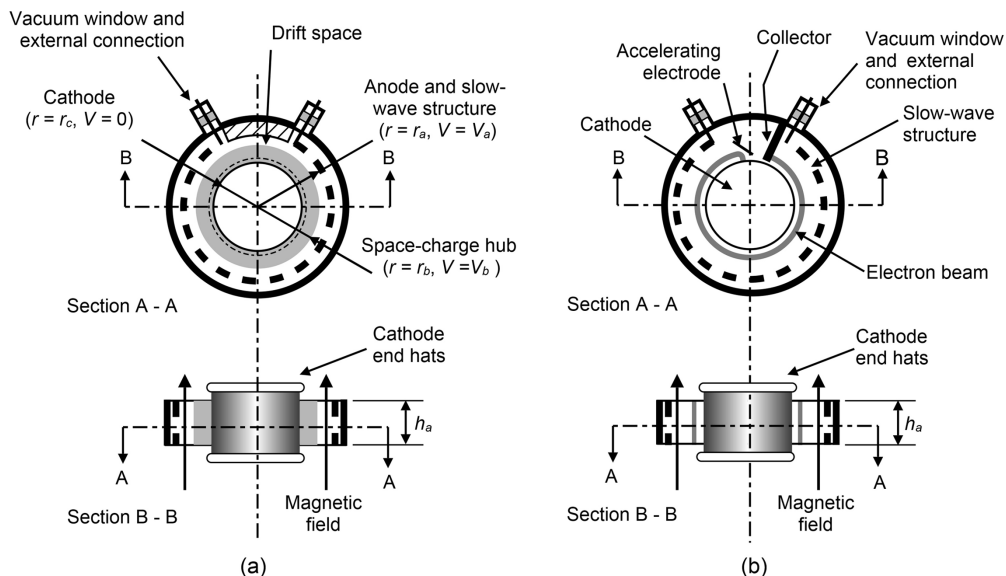 Vacuum window and
external connection
Drift space
Cathode
(r = rc, V = 0)
Anode and slow-
wave structure
(r = ra, V = Va)
B
B
Space-charge hub
(r = rb, V =Vb )
Section A - A
Cathode
end hats
ha
A
A
Magnetic
field
Section B - B
(a)
Accelerating
electrode
Collector
Vacuum window
and external
connection
Cathode
Slow-wave
structure
B
B
Electron beam
Section A - A
Cathode
end hats
ha
A
A
Magnetic
field
Section B - B
(b)